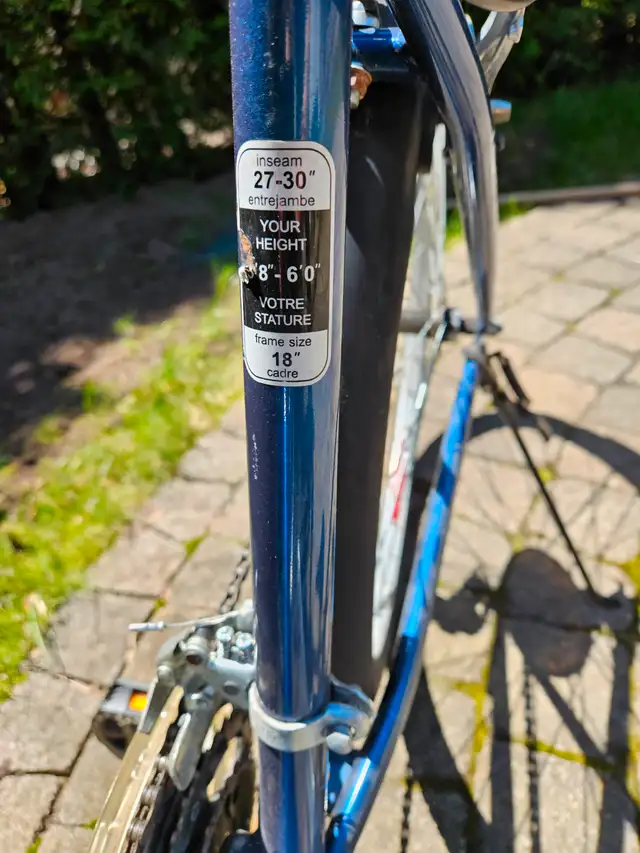 inseam
27-30"
entrejambe
YOUR
HEIGHT
'8"- 6'0"
VOTRE
STATURE
frame size
18"
cadre